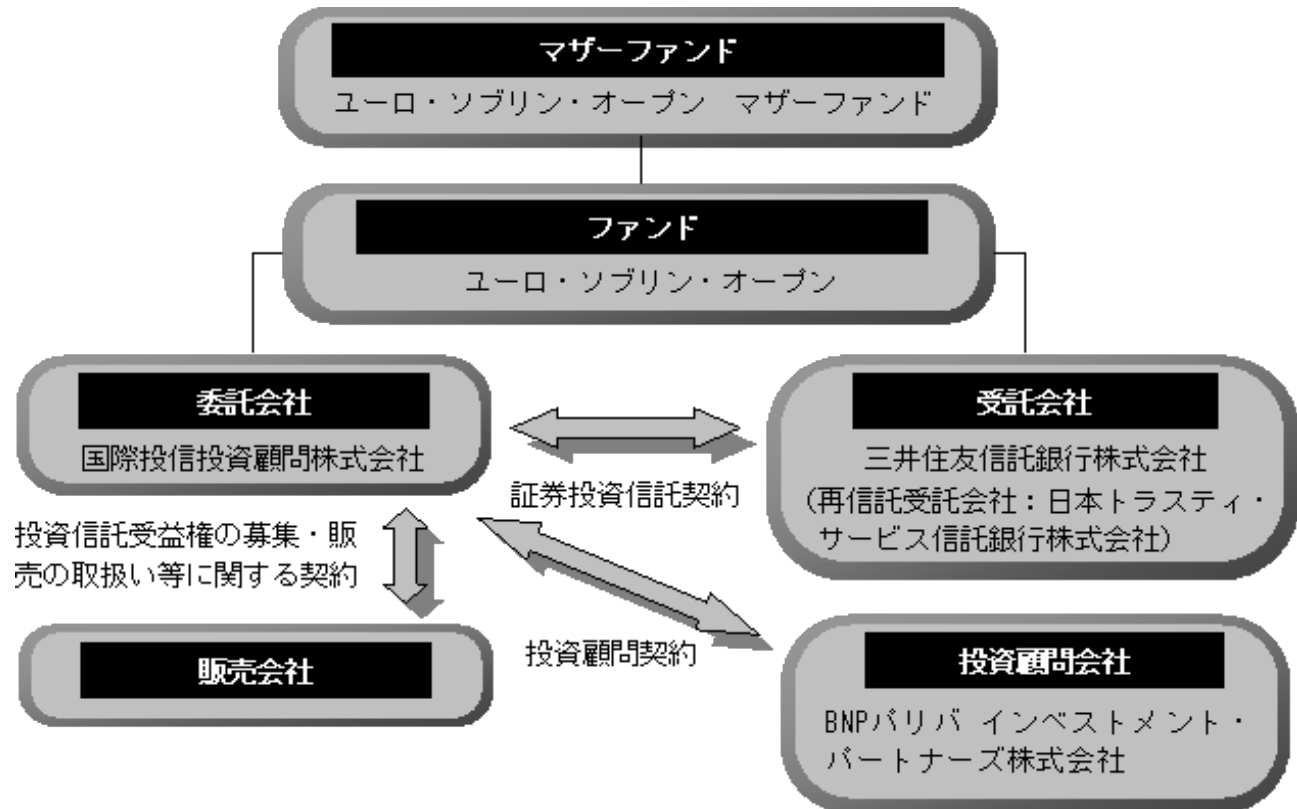 マザーファンド
ユーロ・ソブリン・オープン　マザーファンド
ファンド
ユーロ・ソブリン・オープン
委託会社
国際投信投資顧問株式会社
受託会社
三井住友信託銀行株式会社
(再信託受託会社：日本トラスティ・
サービス信託銀行株式会社)
証券投資信託契約
投資信託受益権の募集・販
売の取扱い等に関する契約
販売会社
投資顧問契約
投資顧問会社
BNPパリバ インベストメント・
パートナーズ株式会社